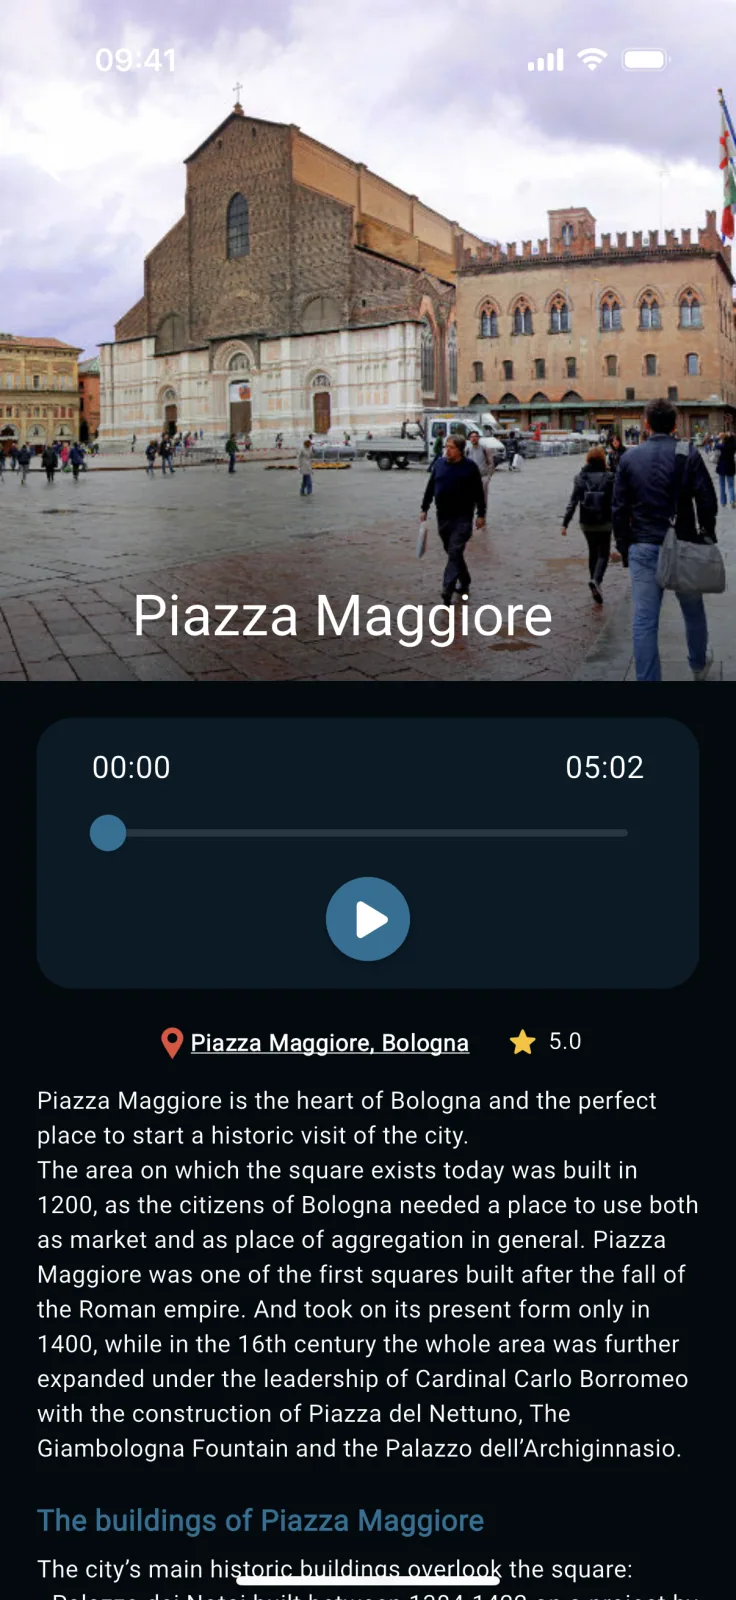 09:41
Piazza Maggiore
00:00 05:02
Piazza Maggiore, Bologna 5.0
Piazza Maggiore is the heart of Bologna and the perfect
place to start a historic visit of the city.
The area on which the square exists today was built in
1200, as the citizens of Bologna needed a place to use both
as market and as place of aggregation in general. Piazza
Maggiore was one of the first squares built after the fall of
the Roman empire. And took on its present form only in
1400, while in the 16th century the whole area was further
expanded under the leadership of Cardinal Carlo Borromeo
with the construction of Piazza del Nettuno, The
Giambologna Fountain and the Palazzo dell’Archiginnasio.
The buildings of Piazza Maggiore
The city’s main historic buildings overlook the square: